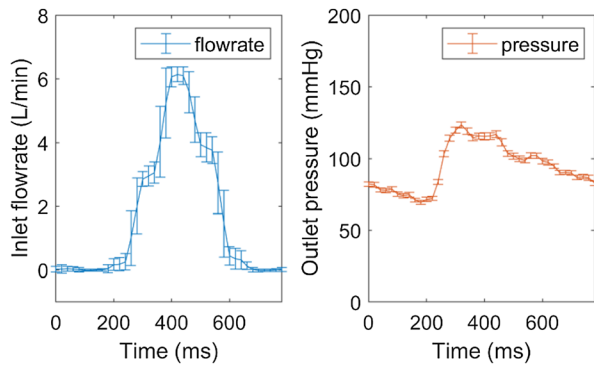 flowrate
Inlet flowrate (L/min)
8
6
4
2
0
0 200 400 600
Time (ms)
pressure
Outlet pressure (mmHg)
200
150
100
50
0
0 200 400 600
Time (ms)